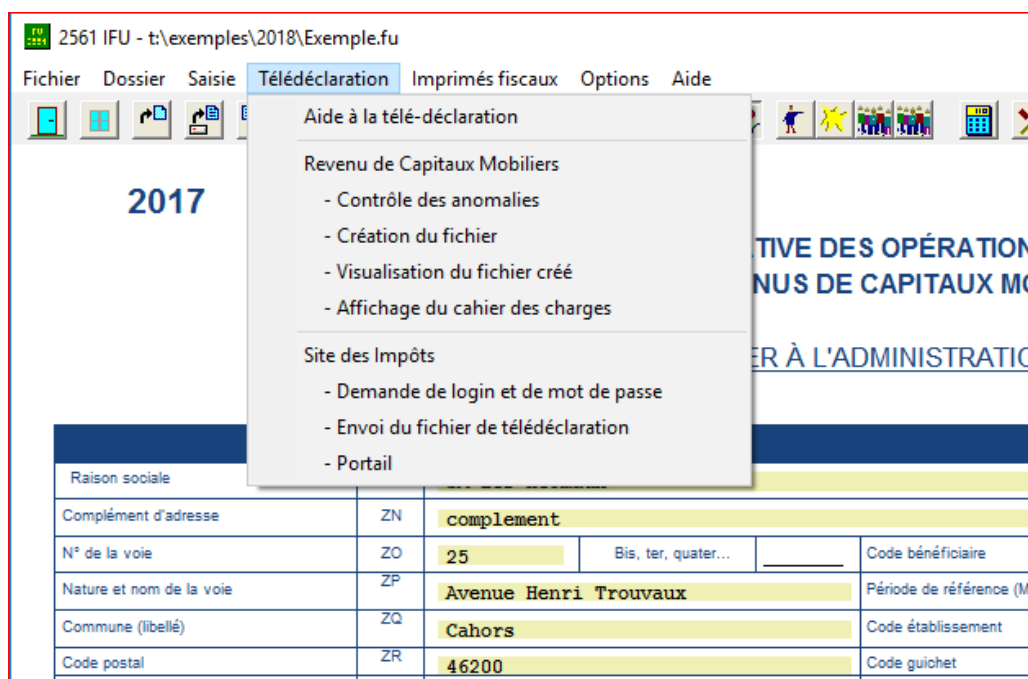 2561 IFU - t:\exemples\2018\Exemple.fu
Fichier Dossier Saisie Télédéclaration Imprimés fiscaux Options Aide
Aide à la télé-déclaration
Revenu de Capitaux Mobiliers
- Contrôle des anomalies
- Création du fichier
- Visualisation du fichier créé
- Affichage du cahier des charges
Site des Impôts
- Demande de login et de mot de passe
- Envoi du fichier de télédéclaration
- Portail
2017
TIVE DES OPÉRATION
NUS DE CAPITAUX
ER À L'ADMINISTRATIO
Raison sociale
Complément d'adresse ZN complement
N° de la voie ZO 25 Bis, ter, quater... Code bénéficiaire
Nature et nom de la voie ZP Avenue Henri Trouvaux Période de référence (M
Commune (libellé) ZQ Cahors Code établissement
Code postal ZR 46200 Code guichet